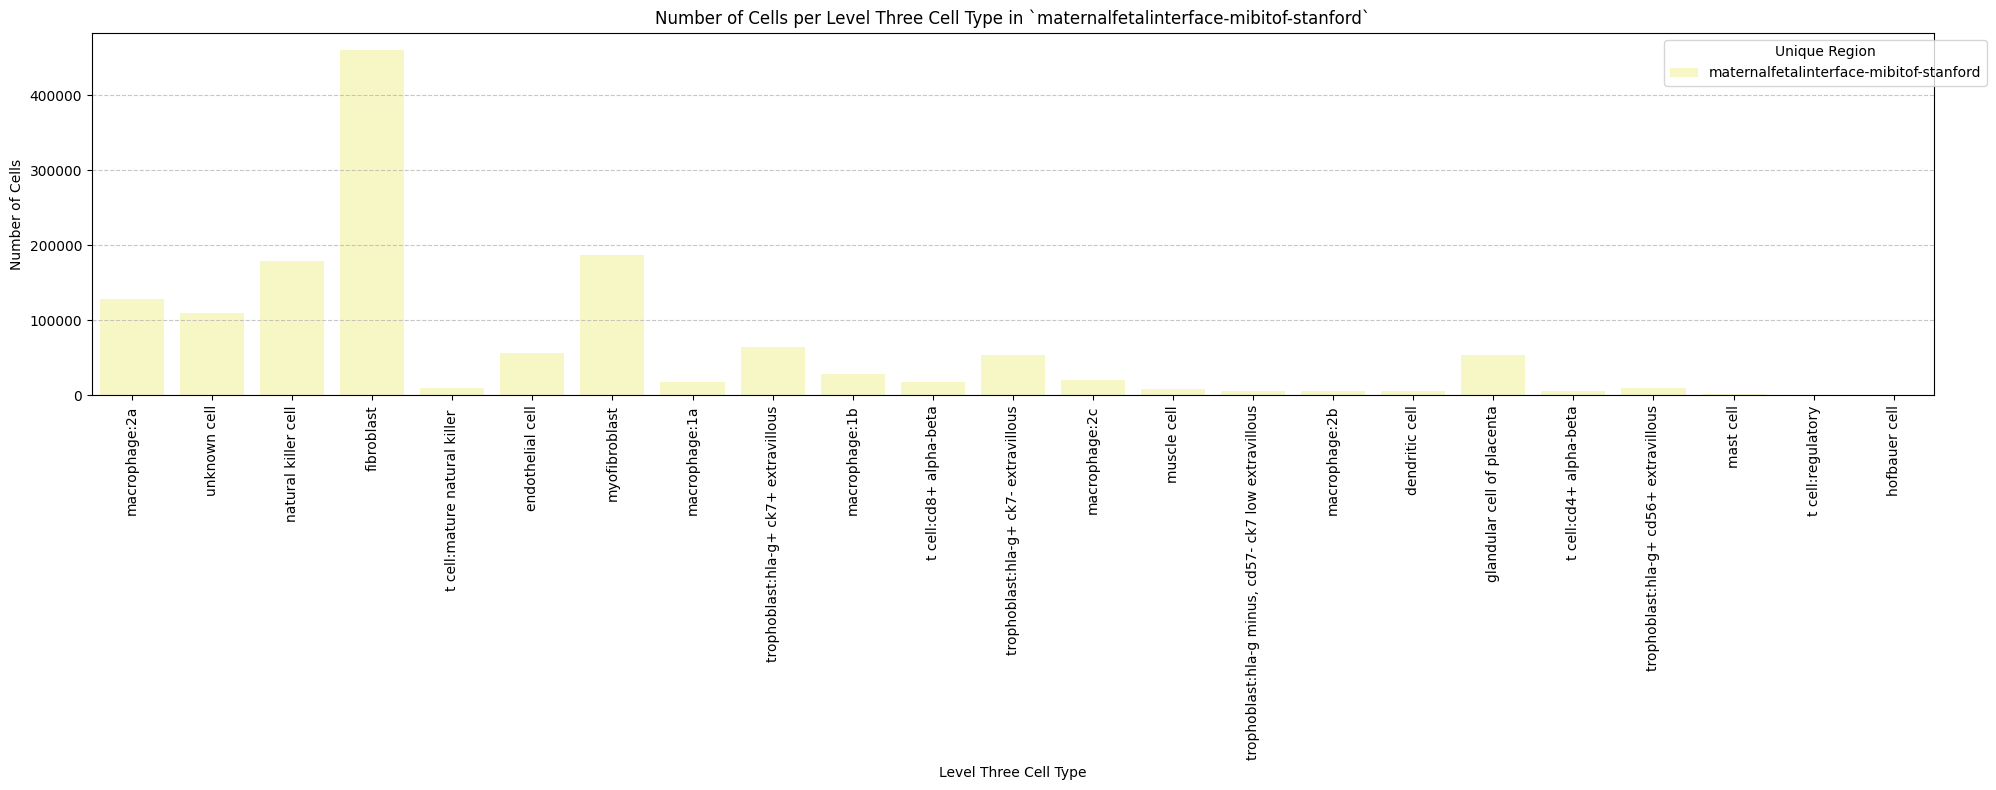 Number of Cells per Level Three Cell Type in `maternalfetalinterface-mibitof-stanford`
Unique Region
maternalfetalinterface-mibitof-stanford
Number of Cells
400000
300000
200000
100000
0
macrophage:2a
unknown cell
natural killer cell
fibroblast
t cell:mature natural killer
endothelial cell
myofibroblast
macrophage:1a
trophoblast:hla-g+ ck7+ extravillous
macrophage:1b
t cell:cd8+ alpha-beta
trophoblast:hla-g+ ck7- extravillous
macrophage:2c
muscle cell
trophoblast:hla-g minus, cd57- ck7 low extravillous
macrophage:2b
dendritic cell
glandular cell of placenta
t cell:cd4+ alpha-beta
trophoblast:hla-g+ cd56+ extravillous
mast cell
t cell:regulatory
hofbauer cell
Level Three Cell Type